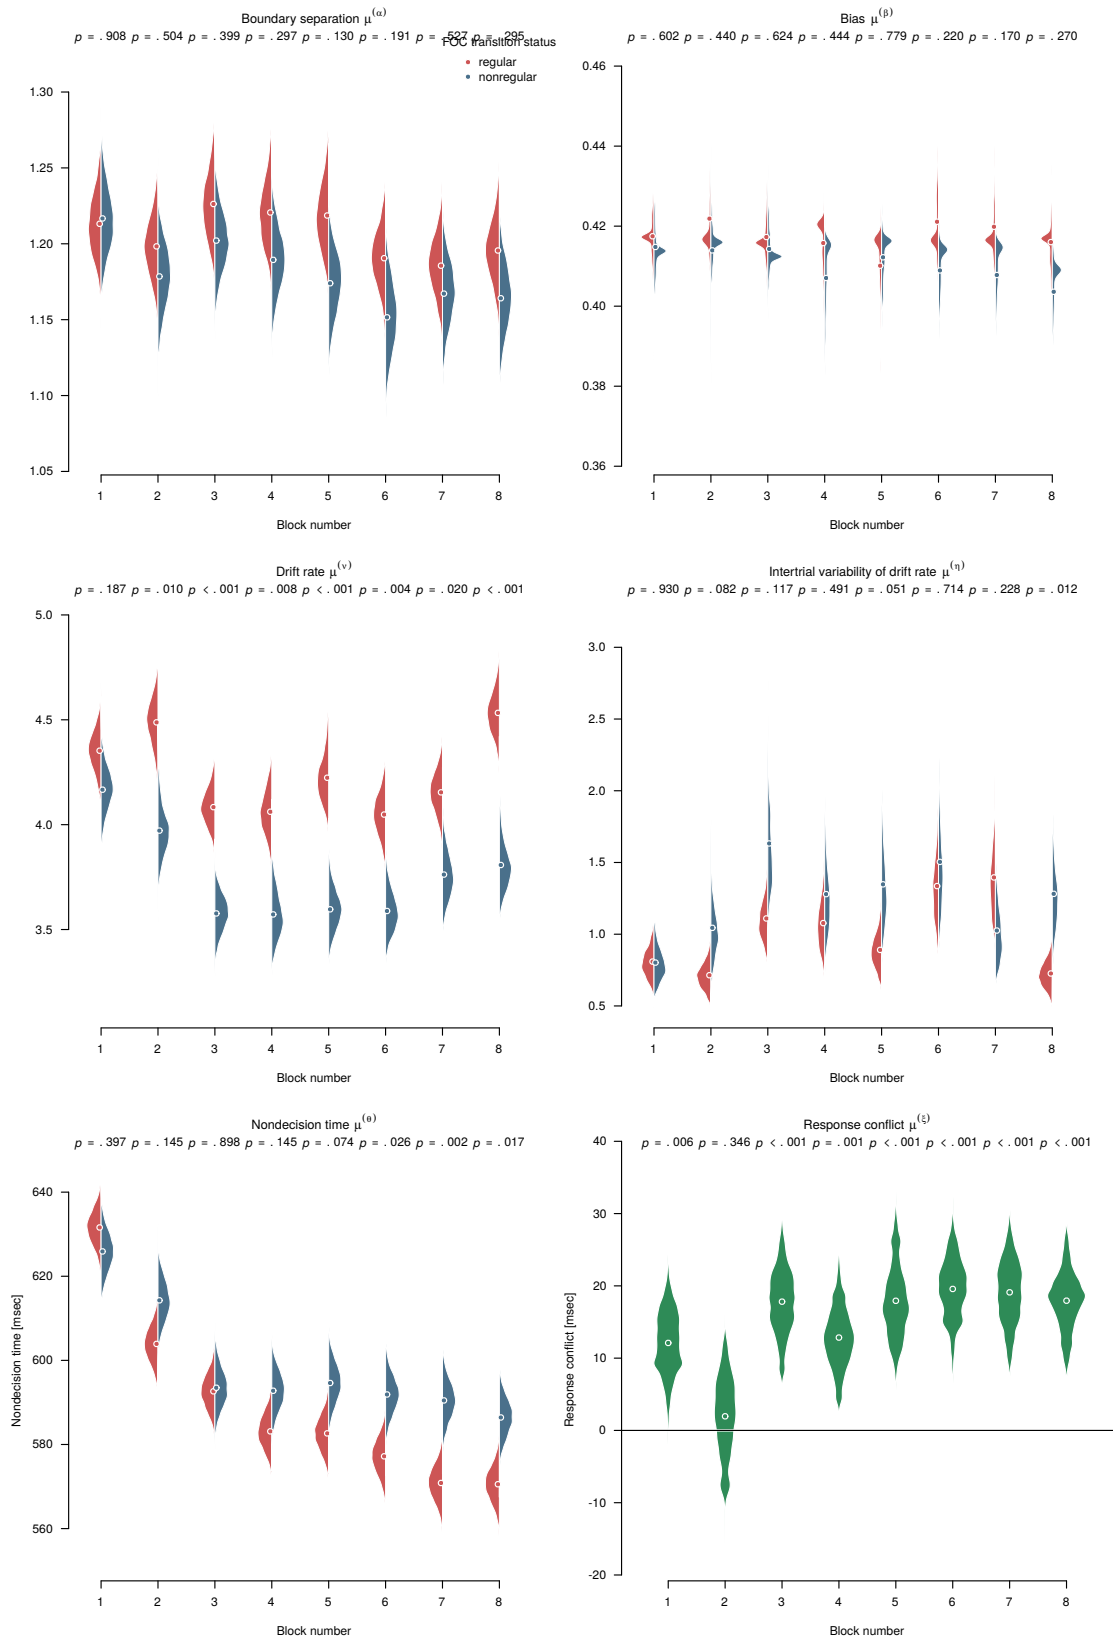 Boundary separation μ(α)
p = .908 p = .504 p = .399 p = .297 p = .130 p = .191 p = .527 p = .295
FOC transition status
regular
nonregular
1.30
1.25
1.20
1.15
1.10
1.05
1 2 3 4 5 6 7 8
Block number
Bias μ(β)
p = .602 p = .440 p = .624 p = .444 p = .779 p = .220 p = .170 p = .270
0.46
0.44
0.42
0.40
0.38
0.36
1 2 3 4 5 6 7 8
Block number
Drift rate μ(ν)
p = .187 p = .010 p < .001 p = .008 p < .001 p = .004 p = .020 p < .001
5.0
4.5
4.0
3.5
1 2 3 4 5 6 7 8
Block number
Intertrial variability of drift rate μ(η)
p = .930 p = .082 p = .117 p = .491 p = .051 p = .714 p = .228 p = .012
3.0
2.5
2.0
1.5
1.0
0.5
1 2 3 4 5 6 7 8
Block number
Nondecision time μ(θ)
p = .397 p = .145 p = .898 p = .145 p = .074 p = .026 p = .002 p = .017
Nondecision time [msec]
640
620
600
580
560
1 2 3 4 5 6 7 8
Block number
Response conflict μ(ξ)
p = .006 p = .346 p < .001 p = .001 p < .001 p < .001 p < .001 p < .001
Response conflict [msec]
40
30
20
10
0
-10
-20
1 2 3 4 5 6 7 8
Block number